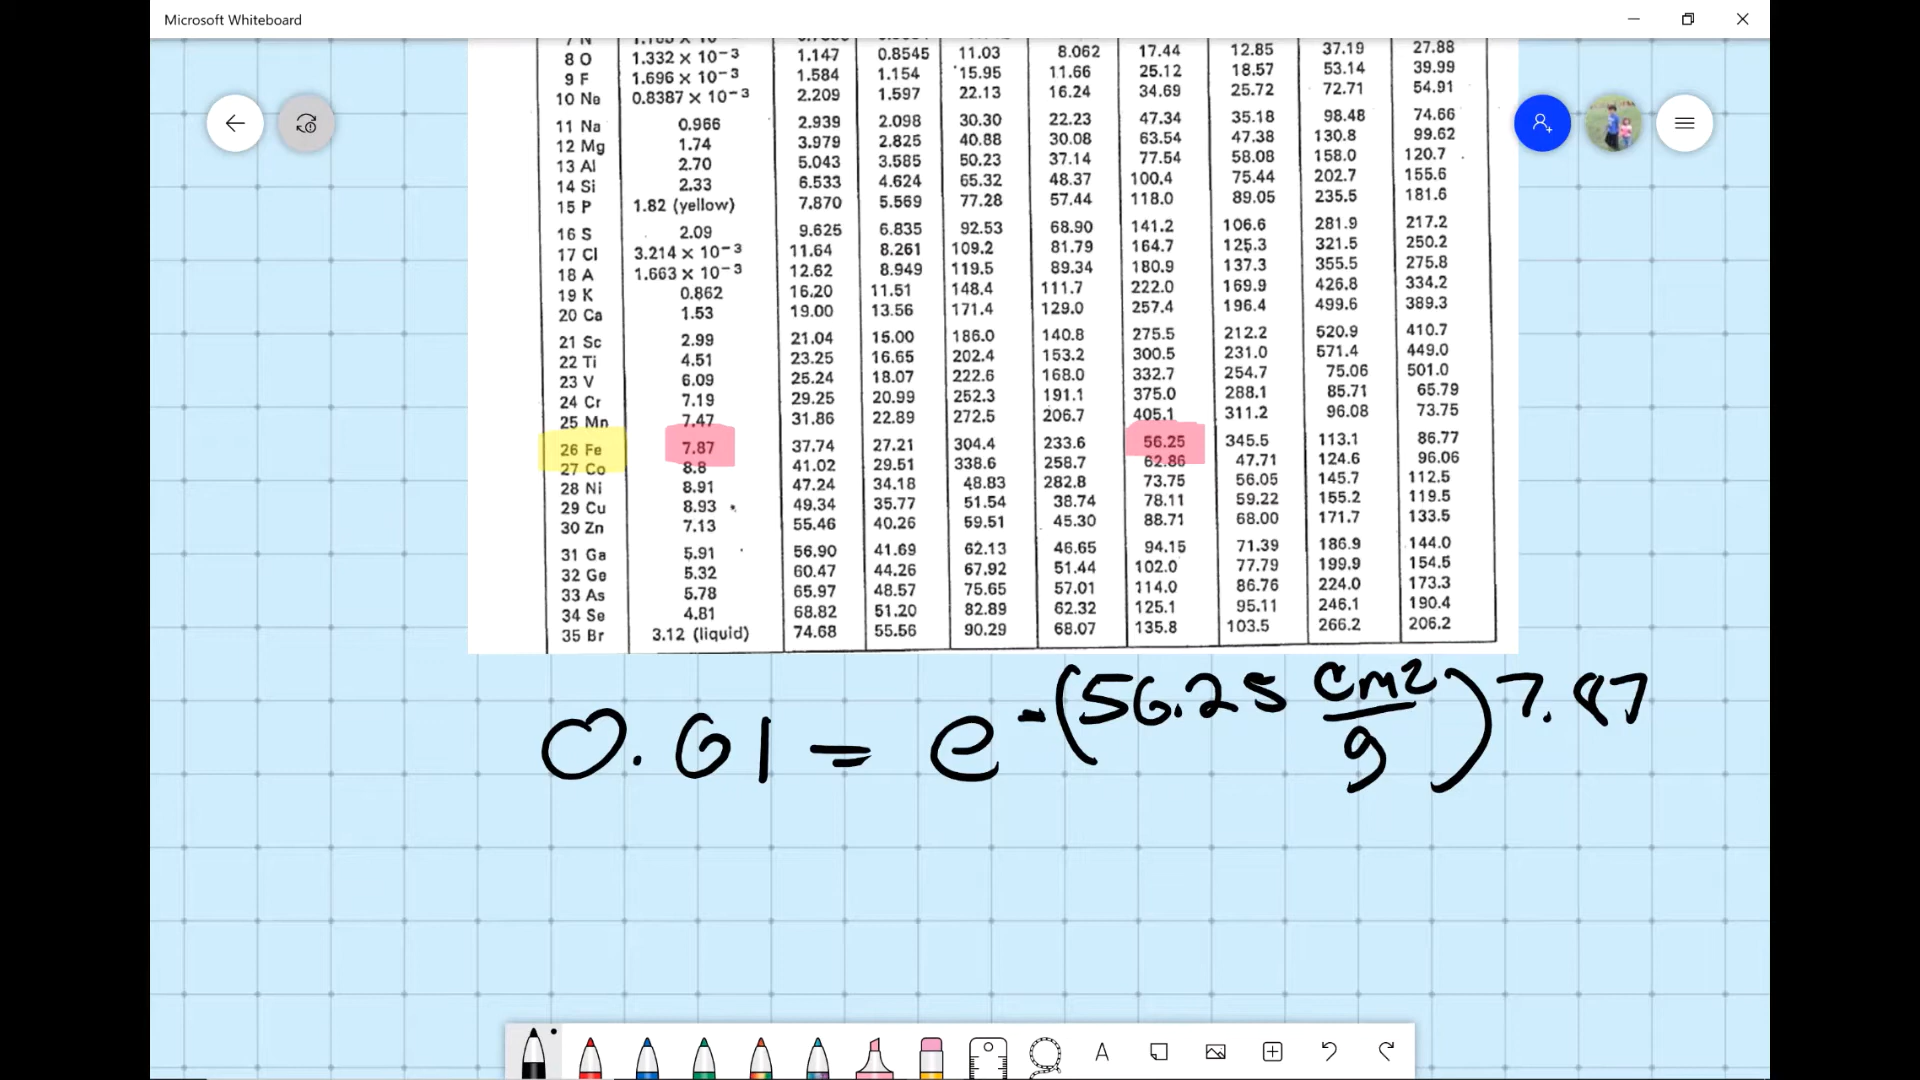 Microsoft Whiteboard
8 O 1.332 × 10−3 1.147 0.8545 11.03 8.062 17.44 12.85 37.19 27.88
9 F 1.696 × 10−3 1.584 1.154 15.95 11.66 25.12 18.57 53.14 39.99
10 Ne 0.8387 × 10−3 2.209 1.597 22.13 16.24 34.69 25.72 72.71 54.91
11 Na 0.966 2.939 2.098 30.30 22.23 47.34 35.18 98.48 74.66
12 Mg 1.74 3.979 2.825 40.88 30.08 63.54 47.38 130.8 99.62
13 Al 2.70 5.043 3.585 50.23 37.14 77.54 58.08 158.0 120.7
14 Si 2.33 6.533 4.624 65.32 48.37 100.4 75.44 202.7 155.6
15 P 1.82 (yellow) 7.870 5.569 77.28 57.44 118.0 89.05 235.5 181.6
16 S 2.09 9.625 6.835 92.53 68.90 141.2 106.6 281.9 217.2
17 Cl 3.214 × 10−3 11.64 8.261 109.2 81.79 164.7 125.3 321.5 250.2
18 A 1.663 × 10−3 12.62 8.949 119.5 89.34 180.9 137.3 355.5 275.8
19 K 0.862 16.20 11.51 148.4 111.7 222.0 169.9 426.8 334.2
20 Ca 1.53 19.00 13.56 171.4 129.0 257.4 196.4 499.6 389.3
21 Sc 2.99 21.04 15.00 186.0 140.8 275.5 212.2 520.9 410.7
22 Ti 4.51 23.25 16.65 202.4 153.2 300.5 231.0 571.4 449.0
23 V 6.09 25.24 18.07 222.6 168.0 332.7 254.7 75.06 501.0
24 Cr 7.19 29.25 20.99 252.3 191.1 375.0 288.1 85.71 65.79
25 Mn 7.47 31.86 22.89 272.5 206.7 405.1 311.2 96.08 73.75
26 Fe 7.87 37.74 27.21 304.4 233.6 56.25 345.5 113.1 86.77
27 Co 8.8 41.02 29.51 338.6 258.7 62.86 47.71 124.6 96.06
28 Ni 8.91 47.24 34.18 48.83 282.8 73.75 56.05 145.7 112.5
29 Cu 8.93 49.34 35.77 51.54 38.74 78.11 59.22 155.2 119.5
30 Zn 7.13 55.46 40.26 59.51 45.30 88.71 68.00 171.7 133.5
31 Ga 5.91 56.90 41.69 62.13 46.65 94.15 71.39 186.9 144.0
32 Ge 5.32 60.47 44.26 67.92 51.44 102.0 77.79 199.9 154.5
33 As 5.78 65.97 48.57 75.65 57.01 114.0 86.76 224.0 173.3
34 Se 4.81 68.82 51.20 82.89 62.32 125.1 95.11 246.1 190.4
35 Br 3.12 (liquid) 74.68 55.56 90.29 68.07 135.8 103.5 266.2 206.2
0.61 = e -(56.25 cm2/g) 7.87